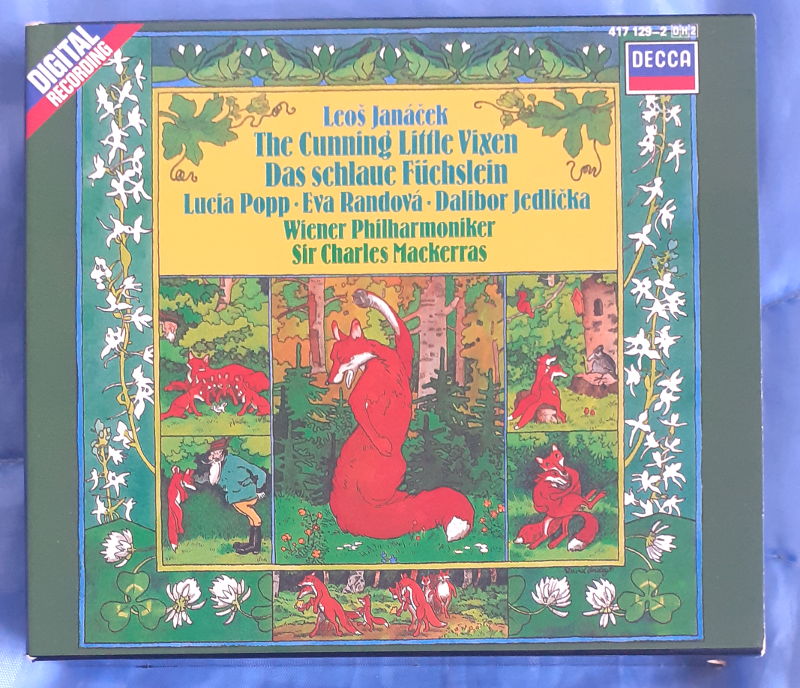 DIGITAL
RECORDING
417 129-2 DH2
DECCA
Leoš Janáček
The Cunning Little Vixen
Das schlaue Füchslein
Lucia Popp · Eva Randová · Dalibor Jedlička
Wiener Philharmoniker
Sir Charles Mackerras